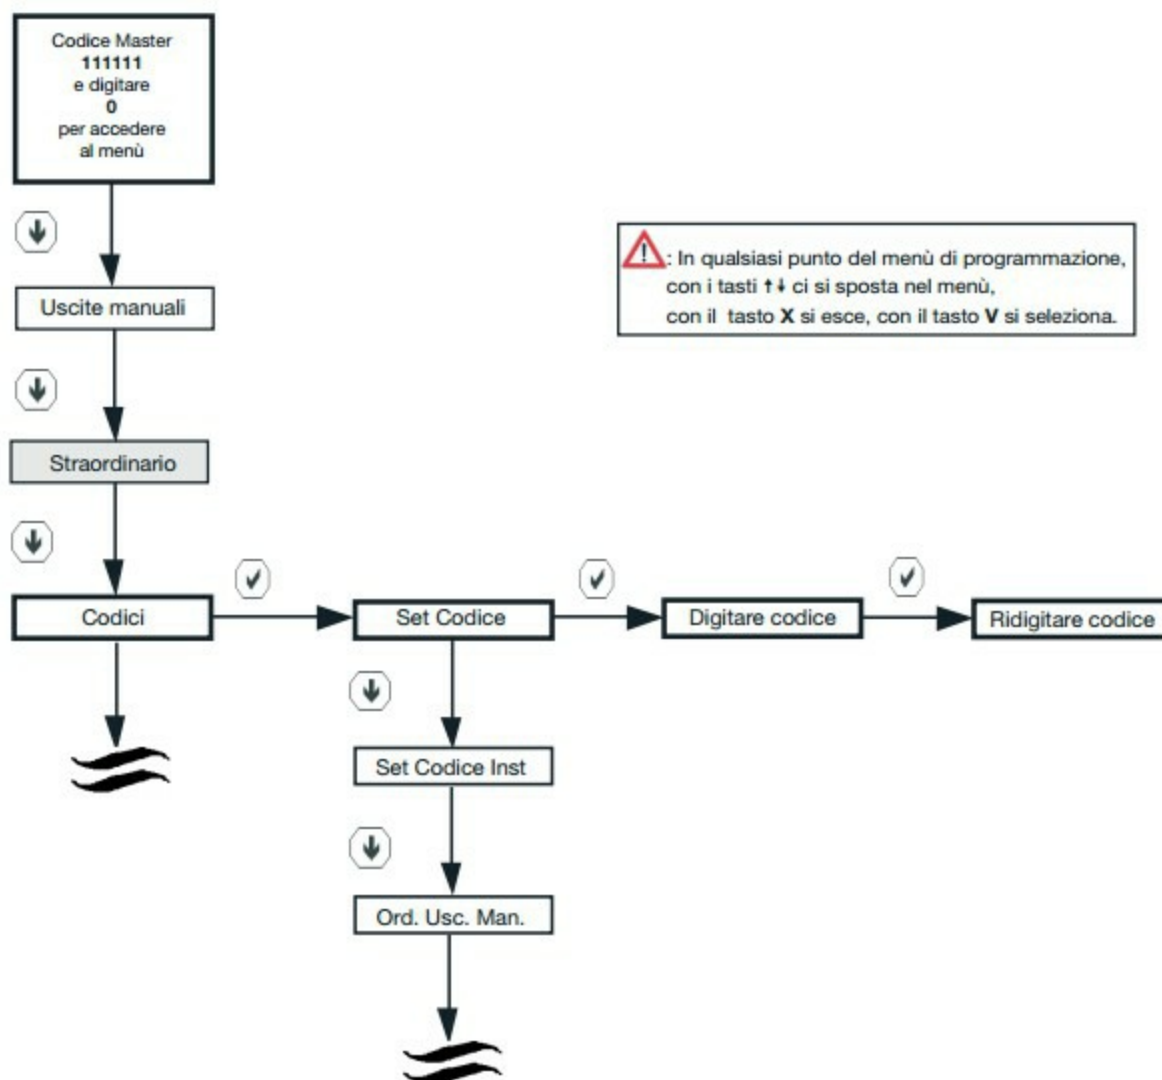 Codice Master
111111
e digitare
0
per accedere
al menù
Uscite manuali
⚠: In qualsiasi punto del menù di programmazione,
con i tasti ↑↓ ci si sposta nel menù,
con il tasto X si esce, con il tasto V si seleziona.
Straordinario
Codici
Set Codice
Digitare codice
Ridigitare codice
Set Codice Inst
Ord. Usc. Man.